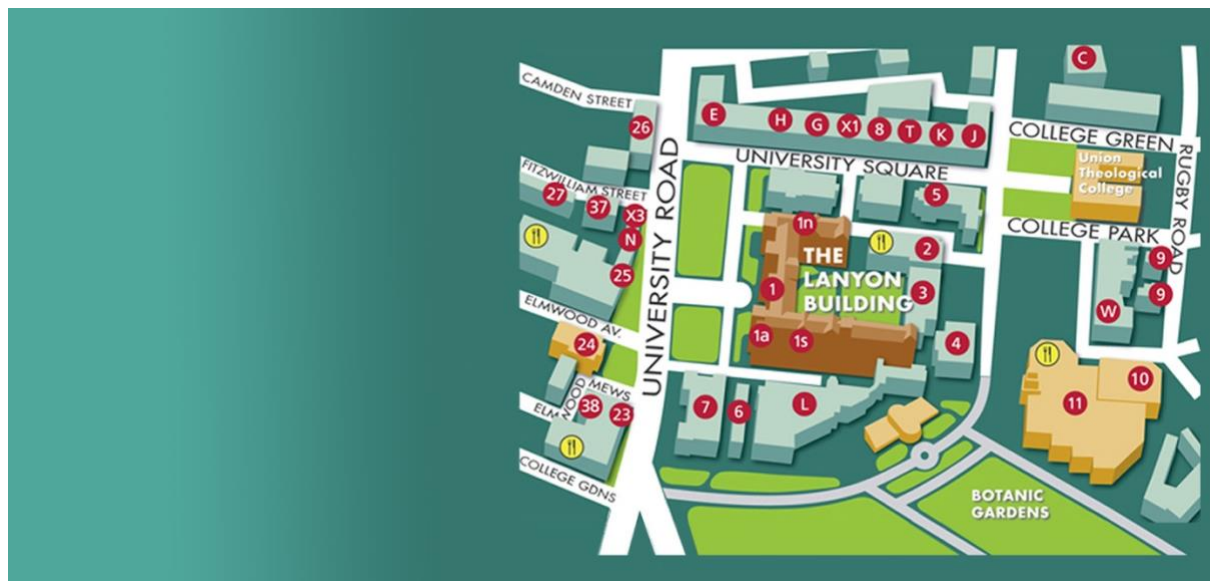 C
CAMDEN STREET
E
H
G
X1
8
T
K
J
26
COLLEGE GREEN
UNIVERSITY SQUARE
Union
Theological
College
RUGBY ROAD
FITZWILLIAM STREET
27
37
X3
N
25
5
1n
2
COLLEGE PARK
9
9
W
THE
LANYON
BUILDING
1
3
1a
1s
4
UNIVERSITY ROAD
ELMWOOD AV.
24
ELMWOOD MEWS
38
23
7
6
L
10
11
COLLEGE GDNS
BOTANIC
GARDENS